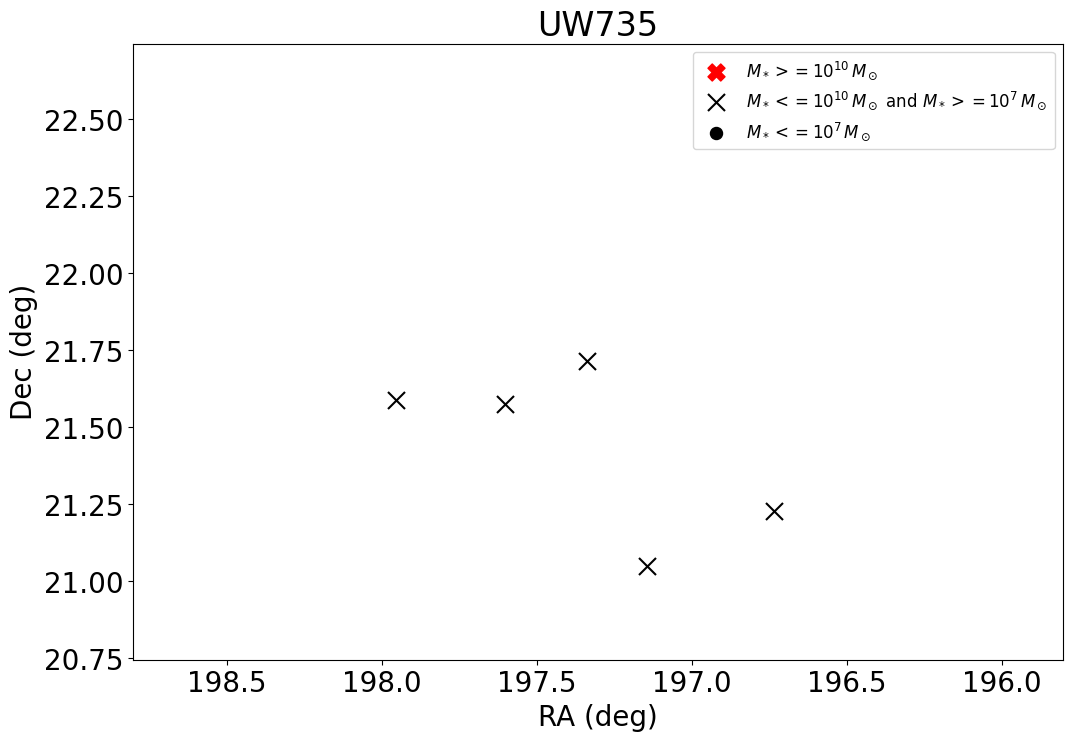 UW735
M* >= 10^10 M⊙
M* <= 10^10 M⊙ and M* >= 10^7 M⊙
M* <= 10^7 M⊙
22.50
22.25
22.00
21.75
21.50
21.25
21.00
20.75
Dec (deg)
198.5 198.0 197.5 197.0 196.5 196.0
RA (deg)